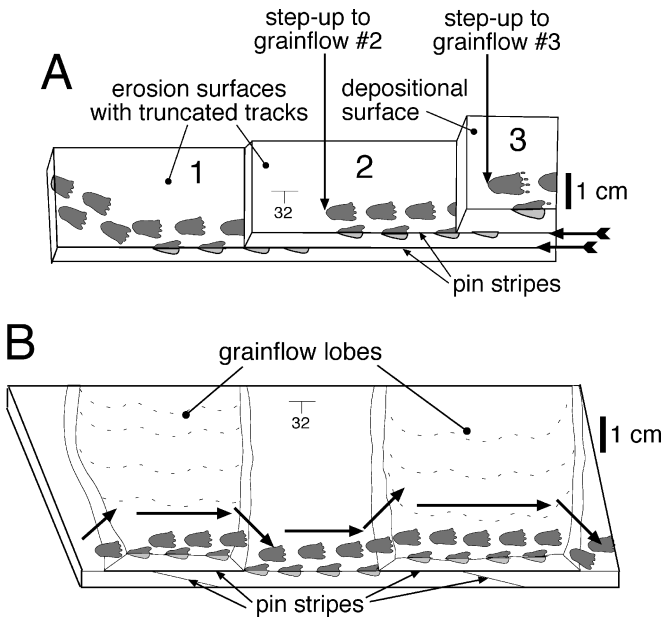 step-up to
grainflow #2
step-up to
grainflow #3
A
erosion surfaces
with truncated tracks
depositional
surface
1
2
3
32
1 cm
pin stripes
B
grainflow lobes
32
1 cm
pin stripes